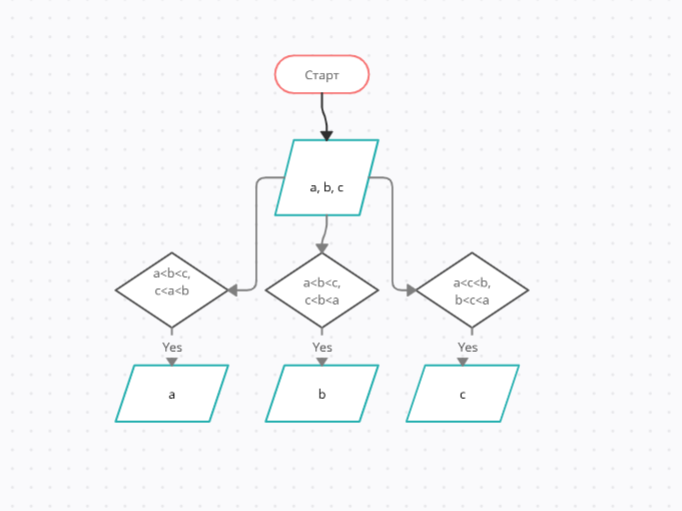 Старт
a, b, c
a<b<c,
c<a<b
a<b<c,
c<b<a
a<c<b,
b<c<a
Yes
Yes
Yes
a
b
c